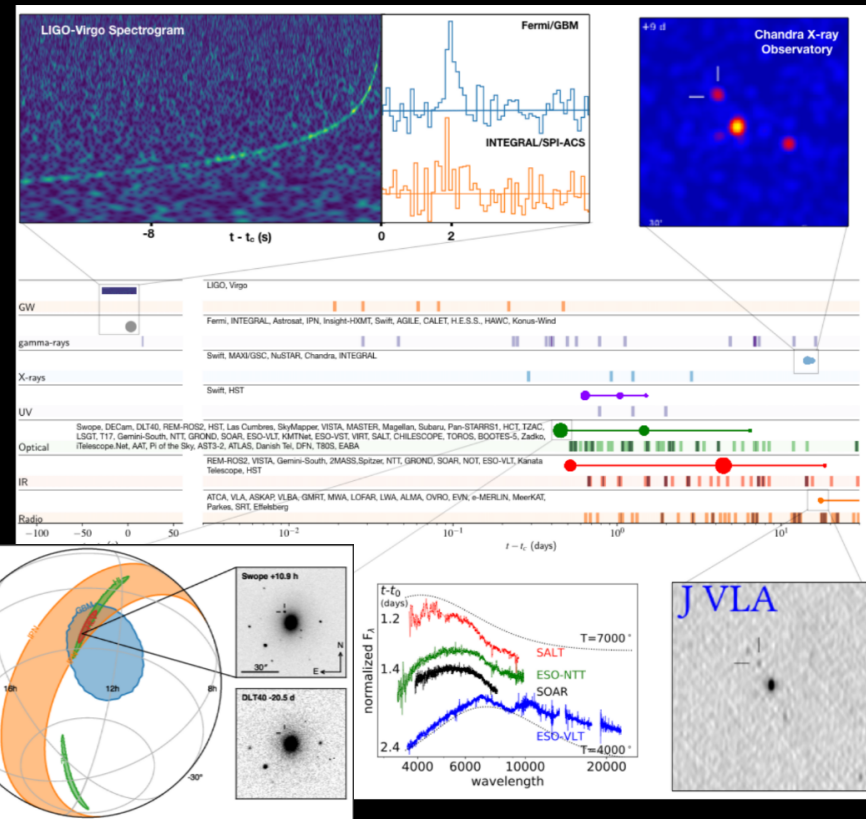 LIGO-Virgo Spectrogram
Fermi/GBM
INTEGRAL/SPI-ACS
+9 d
Chandra X-ray
Observatory
30"
-8
t - tc (s)
0
2
LIGO, Virgo
GW
Fermi, INTEGRAL, Astrosat, IPN, Insight-HXMT, Swift, AGILE, CALET, H.E.S.S., HAWC, Konus-Wind
gamma-rays
Swift, MAXI/GSC, NuSTAR, Chandra, INTEGRAL
X-rays
Swift, HST
UV
Swope, DECam, DLT40, REM-ROS2, HST, Las Cumbres, SkyMapper, VISTA, MASTER, Magellan, Subaru, Pan-STARRS1, HCT, TZAC,
LSGT, T17, Gemini-South, NTT, GROND, SOAR, ESO-VLT, KMTNet, ESO-VST, VIRT, SALT, CHILESCOPE, TOROS, BOOTES-5, Zadko,
iTelescope.Net, AAT, Pi of the Sky, AST3-2, ATLAS, Danish Tel, DFN, T80S, EABA
Optical
REM-ROS2, VISTA, Gemini-South, 2MASS,Spitzer, NTT, GROND, SOAR, NOT, ESO-VLT, Kanata
Telescope, HST
IR
ATCA, VLA, ASKAP, VLBA, GMRT, MWA, LOFAR, LWA, ALMA, OVRO, EVN, e-MERLIN, MeerKAT,
Parkes, SRT, Effelsberg
Radio
-100 -50 0 50
10⁻² 10⁻¹ 10⁰ 10¹
t-tc (days)
IPN
GBM
16h
12h
8h
-30°
Swope +10.9 h
30"
N
E
DLT40 -20.5 d
t-t₀
(days)
1.2
1.4
2.4
normalized Fλ
T=7000°
SALT
ESO-NTT
SOAR
ESO-VLT
T=4000°
4000 6000 10000 20000
wavelength
J VLA